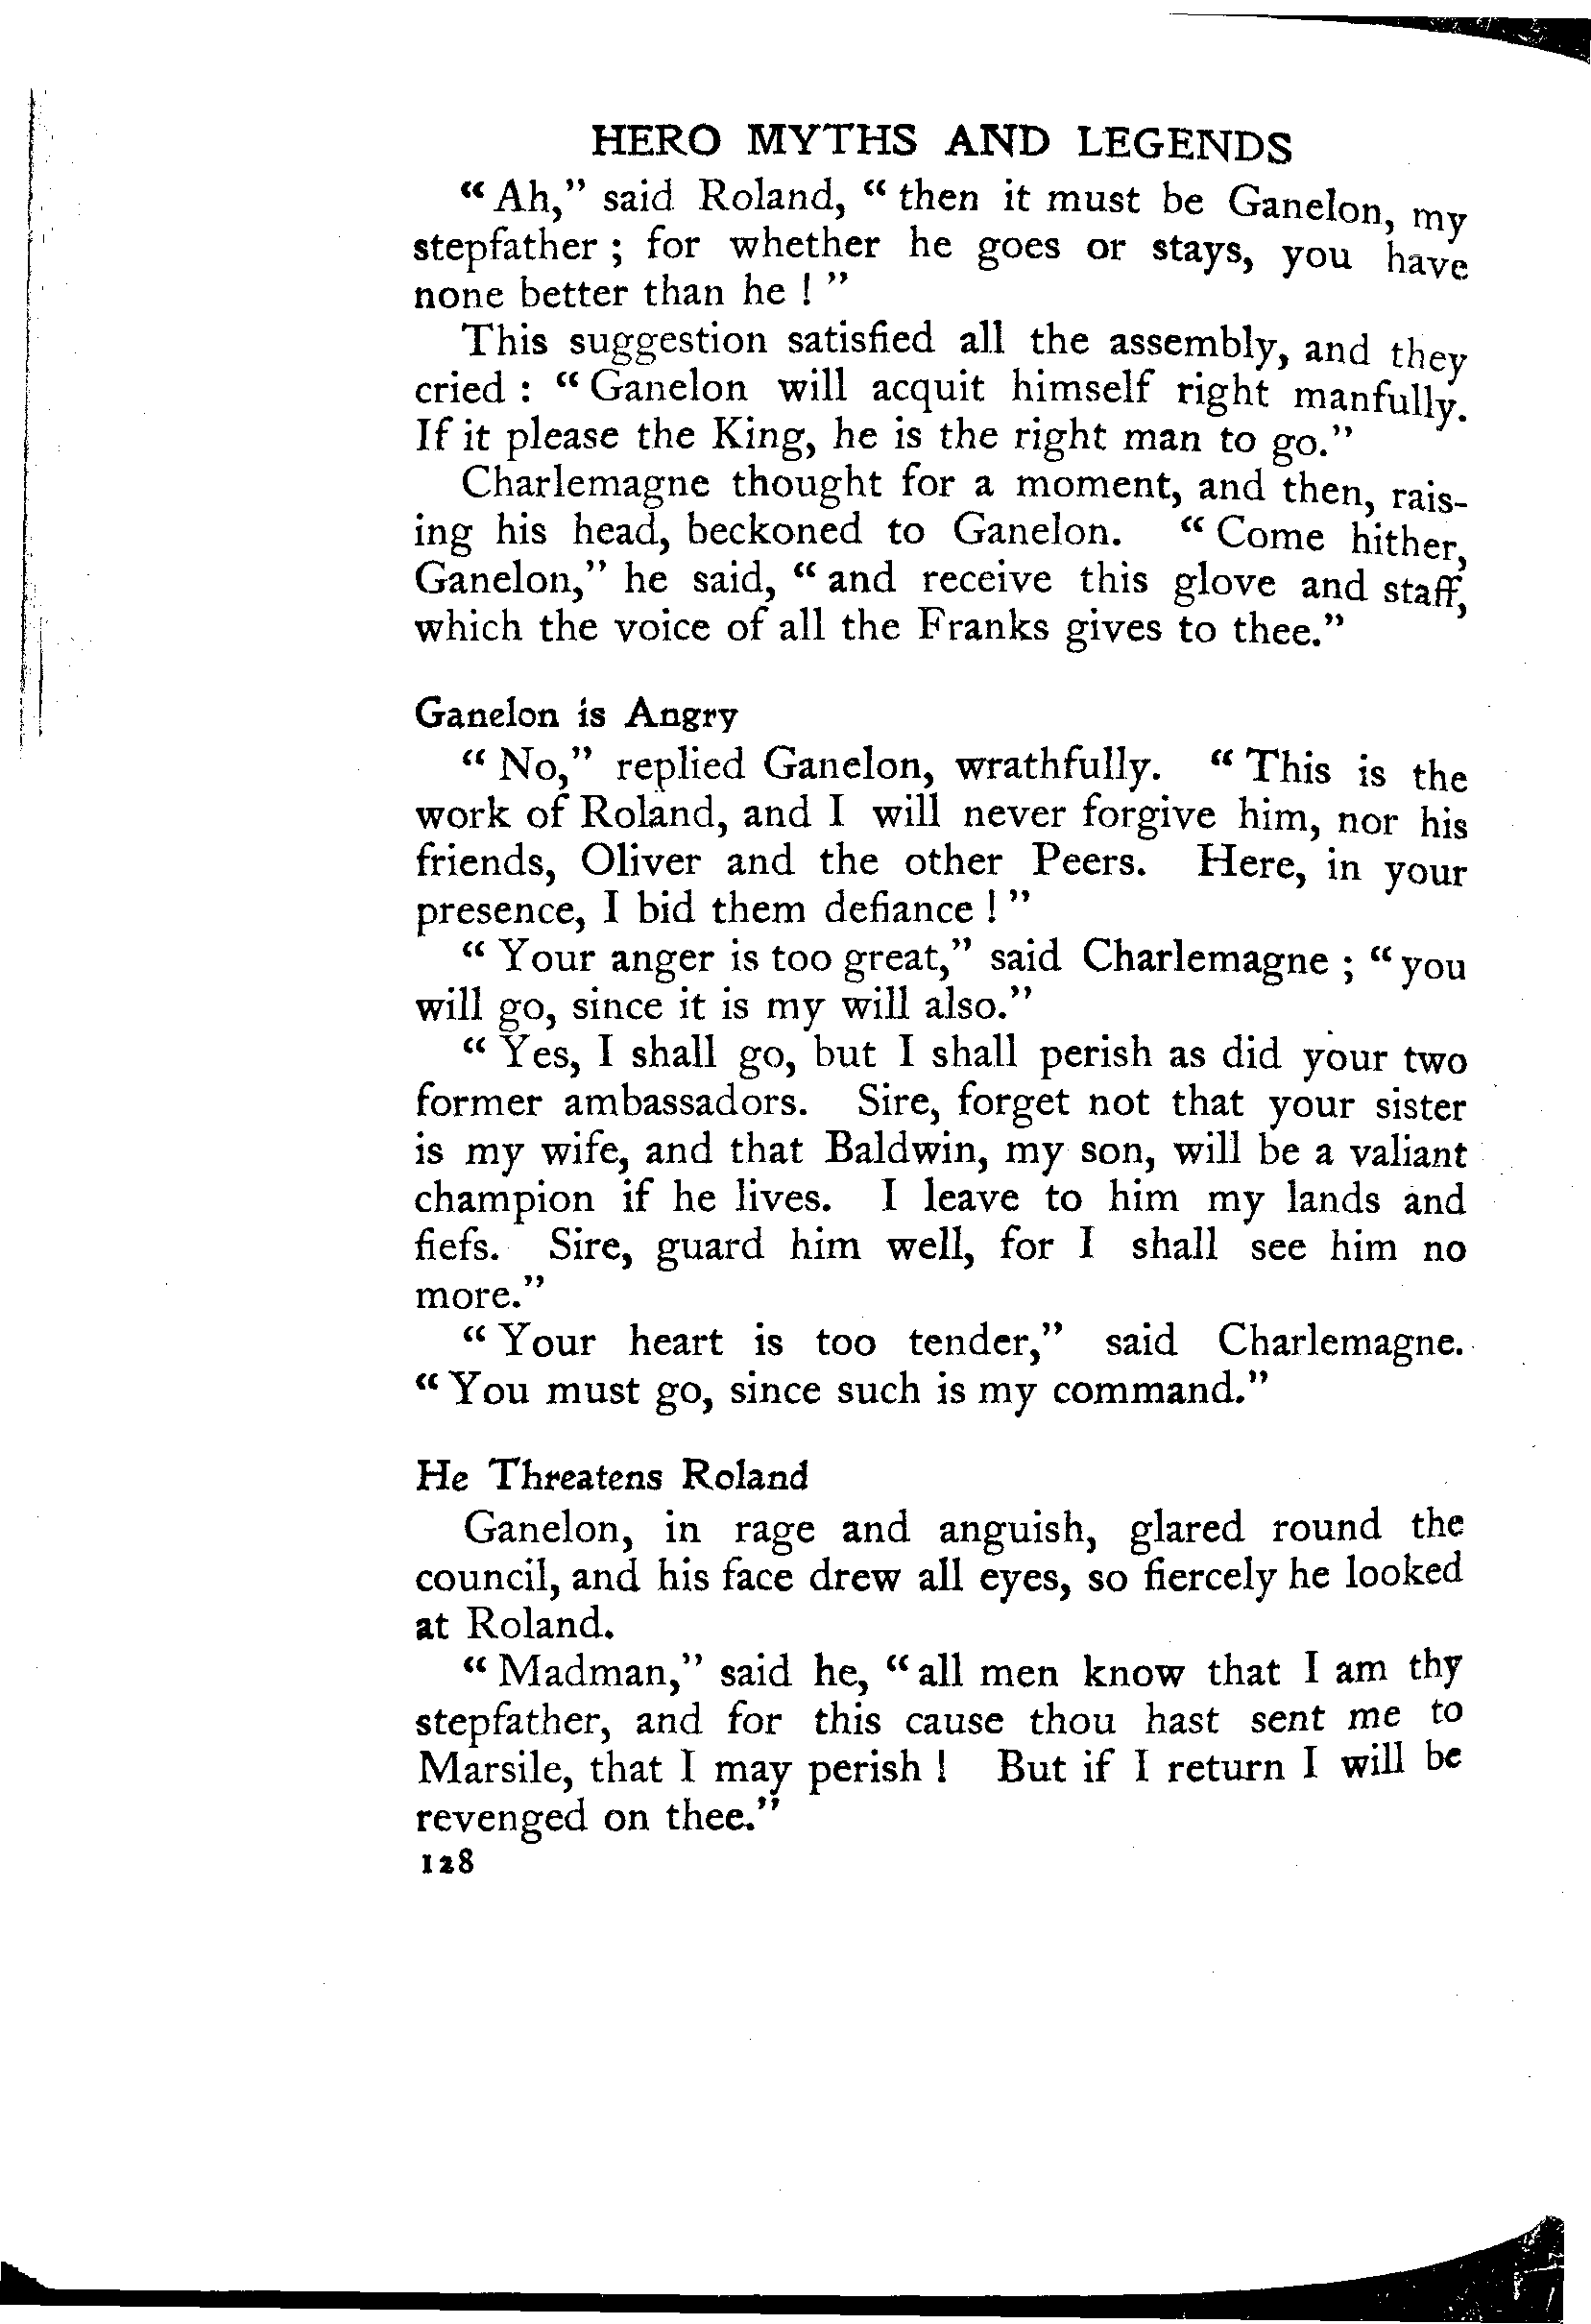 HERO MYTHS AND LEGENDS
“Ah,” said Roland, “then it must be Ganelon, my
stepfather ; for whether he goes or stays, you have
none better than he ! ”
This suggestion satisfied all the assembly, and they
cried : “Ganelon will acquit himself right manfully.
If it please the King, he is the right man to go.”
Charlemagne thought for a moment, and then, rais-
ing his head, beckoned to Ganelon. “Come hither,
Ganelon,” he said, “and receive this glove and staff,
which the voice of all the Franks gives to thee.”
Ganelon is Angry
“No,” replied Ganelon, wrathfully. “This is the
work of Roland, and I will never forgive him, nor his
friends, Oliver and the other Peers. Here, in your
presence, I bid them defiance ! ”
“Your anger is too great,” said Charlemagne ; “you
will go, since it is my will also.”
“Yes, I shall go, but I shall perish as did your two
former ambassadors. Sire, forget not that your sister
is my wife, and that Baldwin, my son, will be a valiant
champion if he lives. I leave to him my lands and
fiefs. Sire, guard him well, for I shall see him no
more.”
“Your heart is too tender,” said Charlemagne.
“You must go, since such is my command.”
He Threatens Roland
Ganelon, in rage and anguish, glared round the
council, and his face drew all eyes, so fiercely he looked
at Roland.
“Madman,” said he, “all men know that I am thy
stepfather, and for this cause thou hast sent me to
Marsile, that I may perish ! But if I return I will be
revenged on thee.”
128